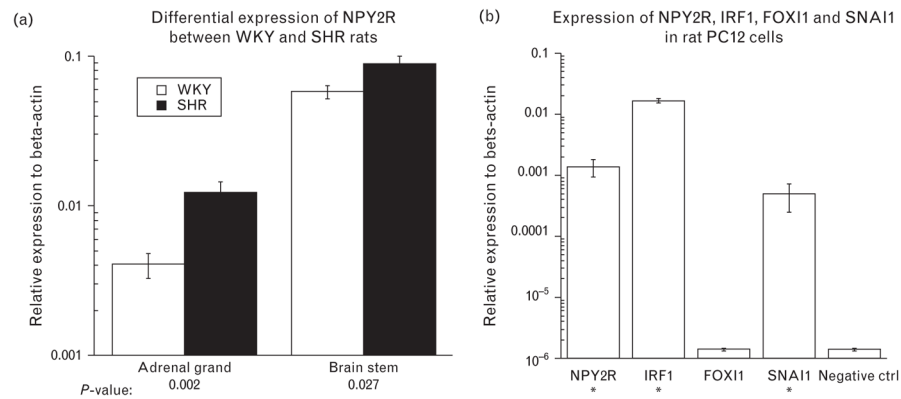 (a)
Differential expression of NPY2R
between WKY and SHR rats
Relative expression to beta-actin
0.1
0.01
0.001
WKY
SHR
Adrenal grand
Brain stem
P-value:
0.002
0.027
(b)
Expression of NPY2R, IRF1, FOXI1 and SNAI1
in rat PC12 cells
Relative expression to bets-actin
0.1
0.01
0.001
0.0001
10⁻⁵
10⁻⁶
NPY2R
IRF1
FOXI1
SNAI1
Negative ctrl
*
*
*